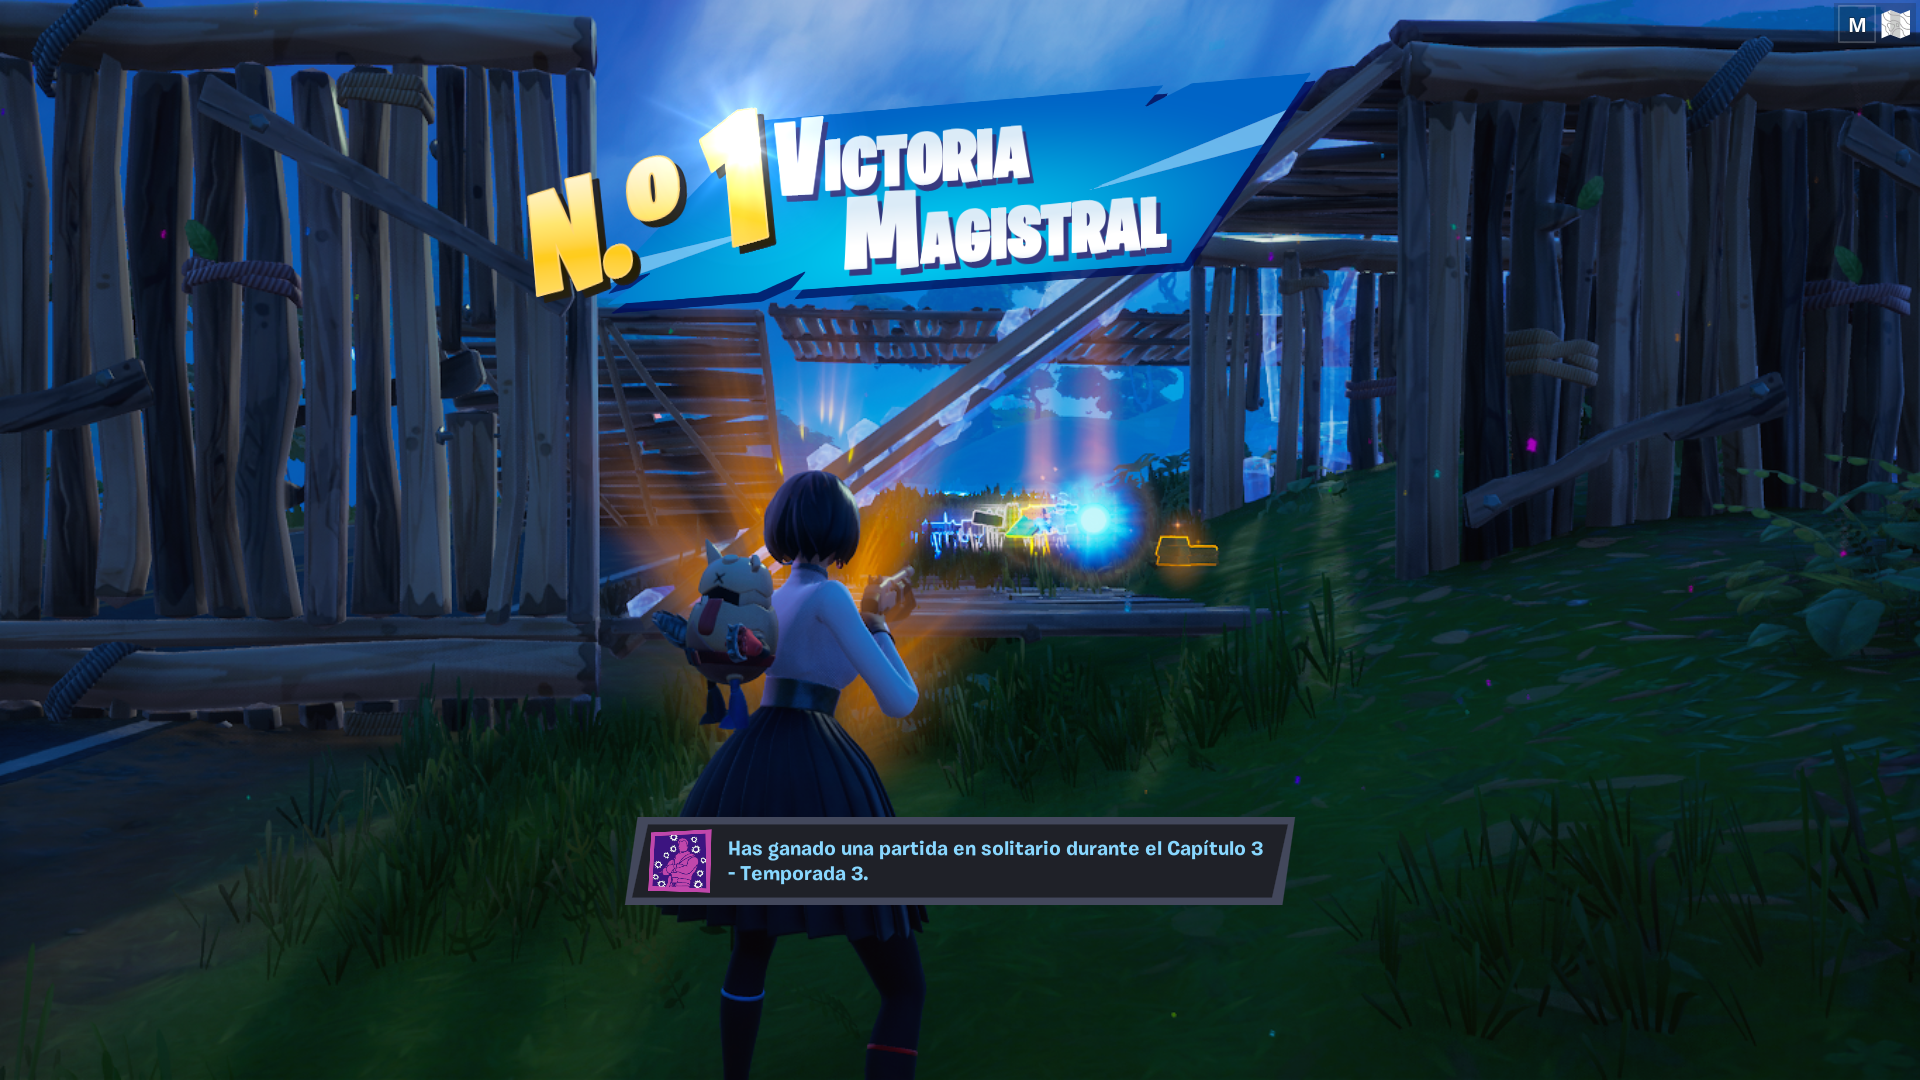 M
N.º 1 VICTORIA
MAGISTRAL
Has ganado una partida en solitario durante el Capítulo 3
- Temporada 3.